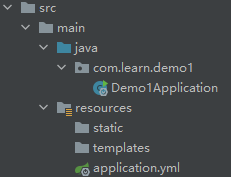 src
main
java
com.learn.demo1
Demo1Application
resources
static
templates
application.yml